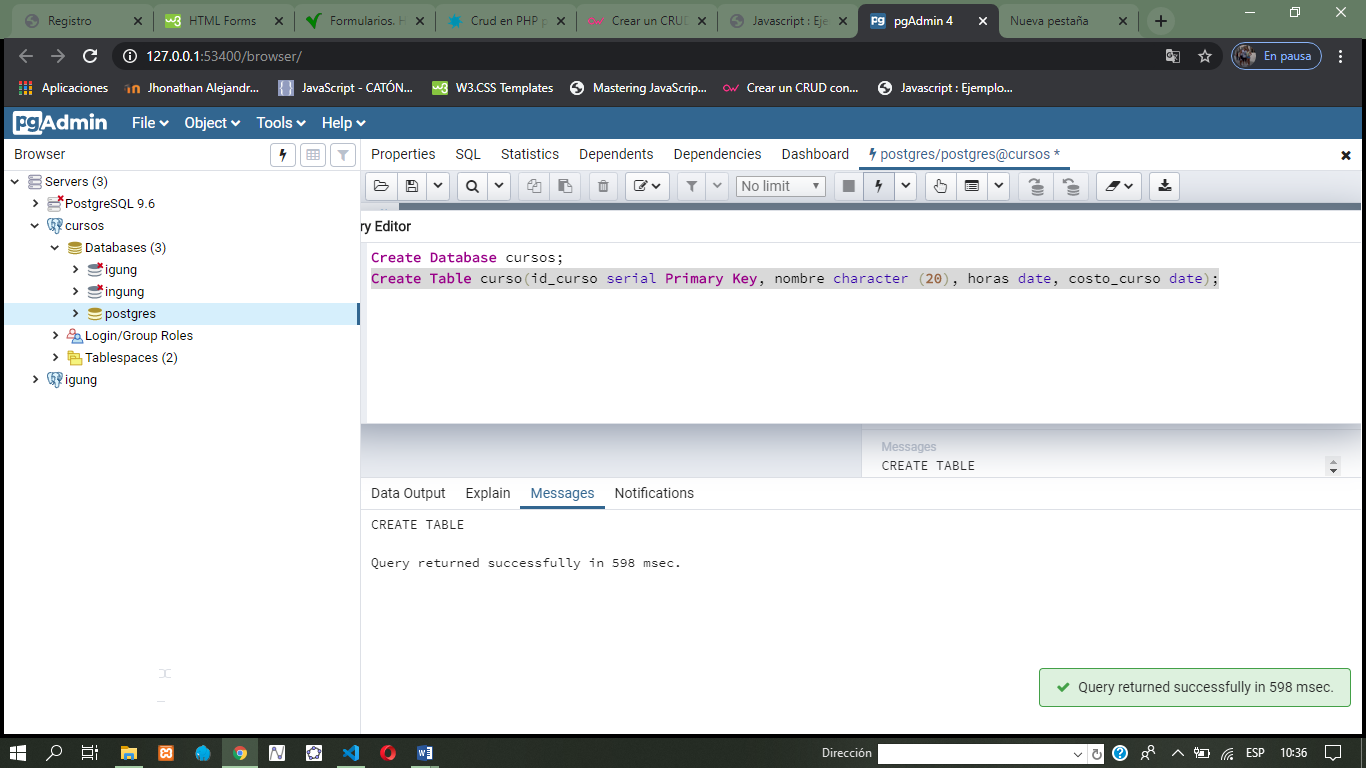 Registro
HTML Forms
Formularios. H
Crud en PHP p
Crear un CRUD
Javascript : Eje
pgAdmin 4
Nueva pestaña
127.0.0.1:53400/browser/
En pausa
Aplicaciones
Jhonathan Alejandr...
JavaScript - CATÓN...
W3.CSS Templates
Mastering JavaScrip...
Crear un CRUD con...
Javascript : Ejemplo...
pgAdmin
File
Object
Tools
Help
Browser
Properties
SQL
Statistics
Dependents
Dependencies
Dashboard
postgres/postgres@cursos *
Servers (3)
PostgreSQL 9.6
cursos
Databases (3)
igung
ingung
postgres
Login/Group Roles
Tablespaces (2)
igung
No limit
ry Editor
Create Database cursos;
Create Table curso(id_curso serial Primary Key, nombre character (20), horas date, costo_curso date);
Messages
CREATE TABLE
Data Output
Explain
Messages
Notifications
CREATE TABLE
Query returned successfully in 598 msec.
Query returned successfully in 598 msec.
Dirección
ESP
10:36